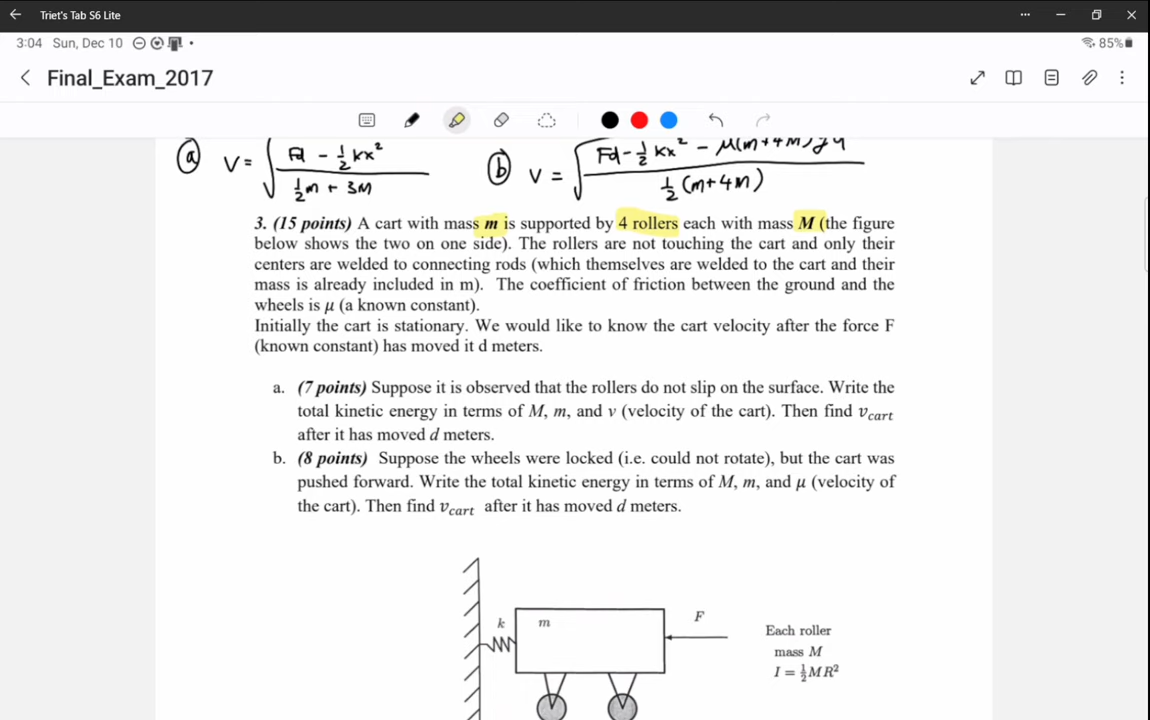 Triet's Tab S6 Lite
3:04 Sun, Dec 10
85%
Final_Exam_2017
ⓐ V = √((Fd - ½kx²) / (½m + 3M)) ⓑ V = √((Fd - ½kx² - μ(m+4M)gd) / (½(m+4M)))
3. (15 points) A cart with mass m is supported by 4 rollers each with mass M (the figure
below shows the two on one side). The rollers are not touching the cart and only their
centers are welded to connecting rods (which themselves are welded to the cart and their
mass is already included in m). The coefficient of friction between the ground and the
wheels is μ (a known constant).
Initially the cart is stationary. We would like to know the cart velocity after the force F
(known constant) has moved it d meters.
a. (7 points) Suppose it is observed that the rollers do not slip on the surface. Write the
total kinetic energy in terms of M, m, and v (velocity of the cart). Then find v_cart
after it has moved d meters.
b. (8 points) Suppose the wheels were locked (i.e. could not rotate), but the cart was
pushed forward. Write the total kinetic energy in terms of M, m, and μ (velocity of
the cart). Then find v_cart after it has moved d meters.
k
m
F
Each roller
mass M
I = ½MR²